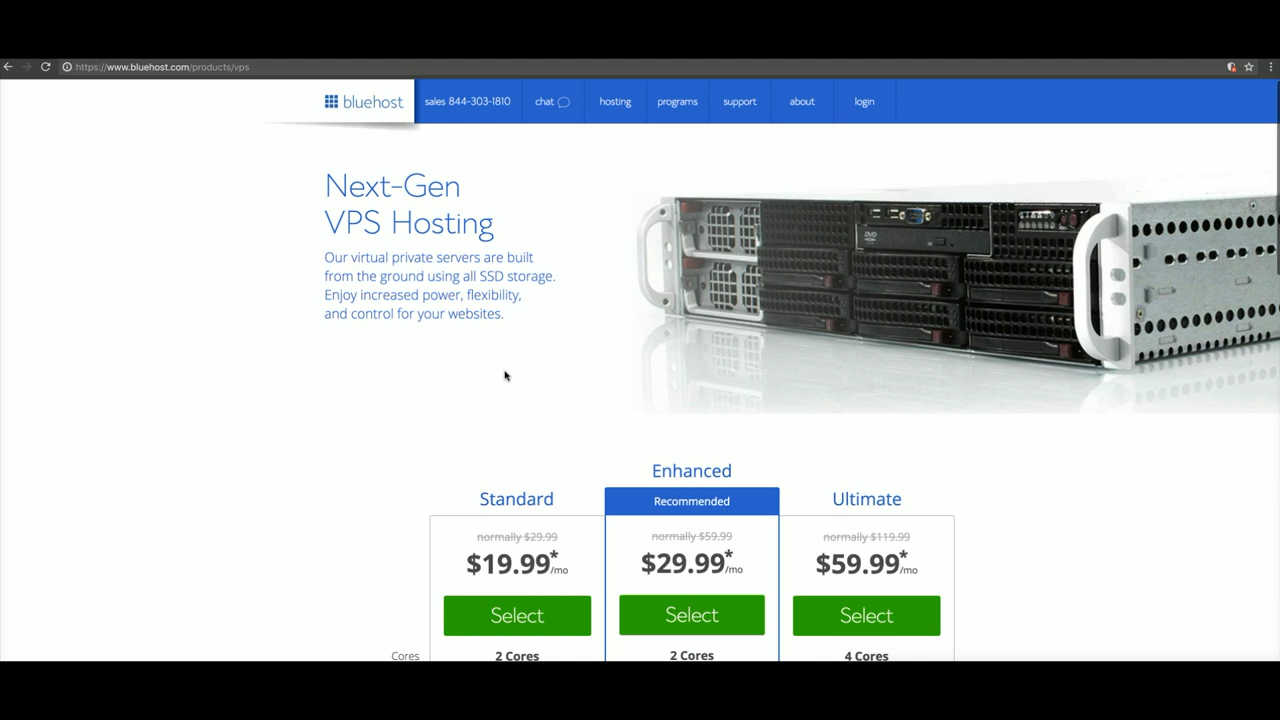 https://www.bluehost.com/products/vps
bluehost
sales 844-303-1810
chat
hosting
programs
support
about
login
Next-Gen
VPS Hosting
Our virtual private servers are built
from the ground using all SSD storage.
Enjoy increased power, flexibility,
and control for your websites.
DVD
Standard
Enhanced
Recommended
Ultimate
normally $29.99
$19.99*/mo
Select
normally $59.99
$29.99*/mo
Select
normally $119.99
$59.99*/mo
Select
Cores
2 Cores
2 Cores
4 Cores